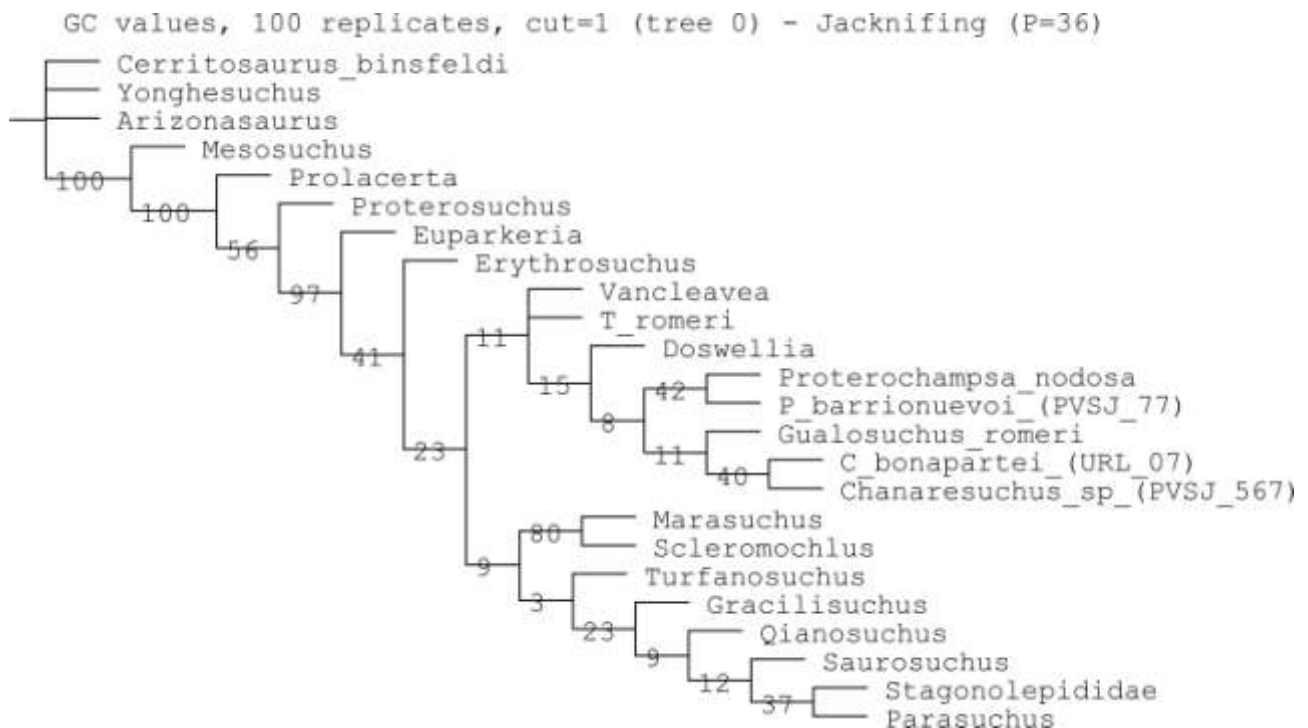 GC values, 100 replicates, cut=1 (tree 0) - Jacknifing (P=36)
Cerritosaurus_binsfeldi
Yonghesuchus
Arizonasaurus
Mesosuchus
100
Prolacerta
100
Proterosuchus
56
Euparkeria
97
Erythrosuchus
Vancleavea
T_romeri
11
Doswellia
41
Proterochampsa_nodosa
15
42
P_barrionuevoi_(PVSJ_77)
8
Gualosuchus_romeri
23
11
C_bonapartei_(URL_07)
40
Chanaresuchus_sp_(PVSJ_567)
Marasuchus
80
Scleromochlus
9
Turfanosuchus
3
Gracilisuchus
23
Qianosuchus
9
Saurosuchus
12
Stagonolepididae
37
Parasuchus